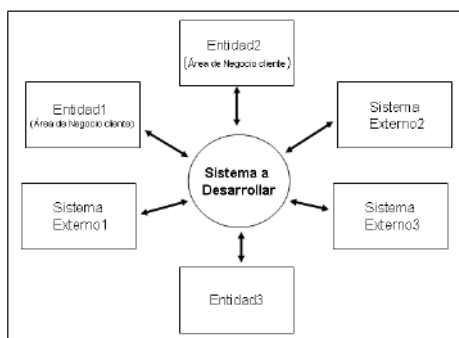 Entidad2
(Área de Negocio cliente)
Entidad1
(Área de Negocio cliente)
Sistema
Externo2
Sistema a
Desarrollar
Sistema
Externo1
Sistema
Externo3
Entidad3